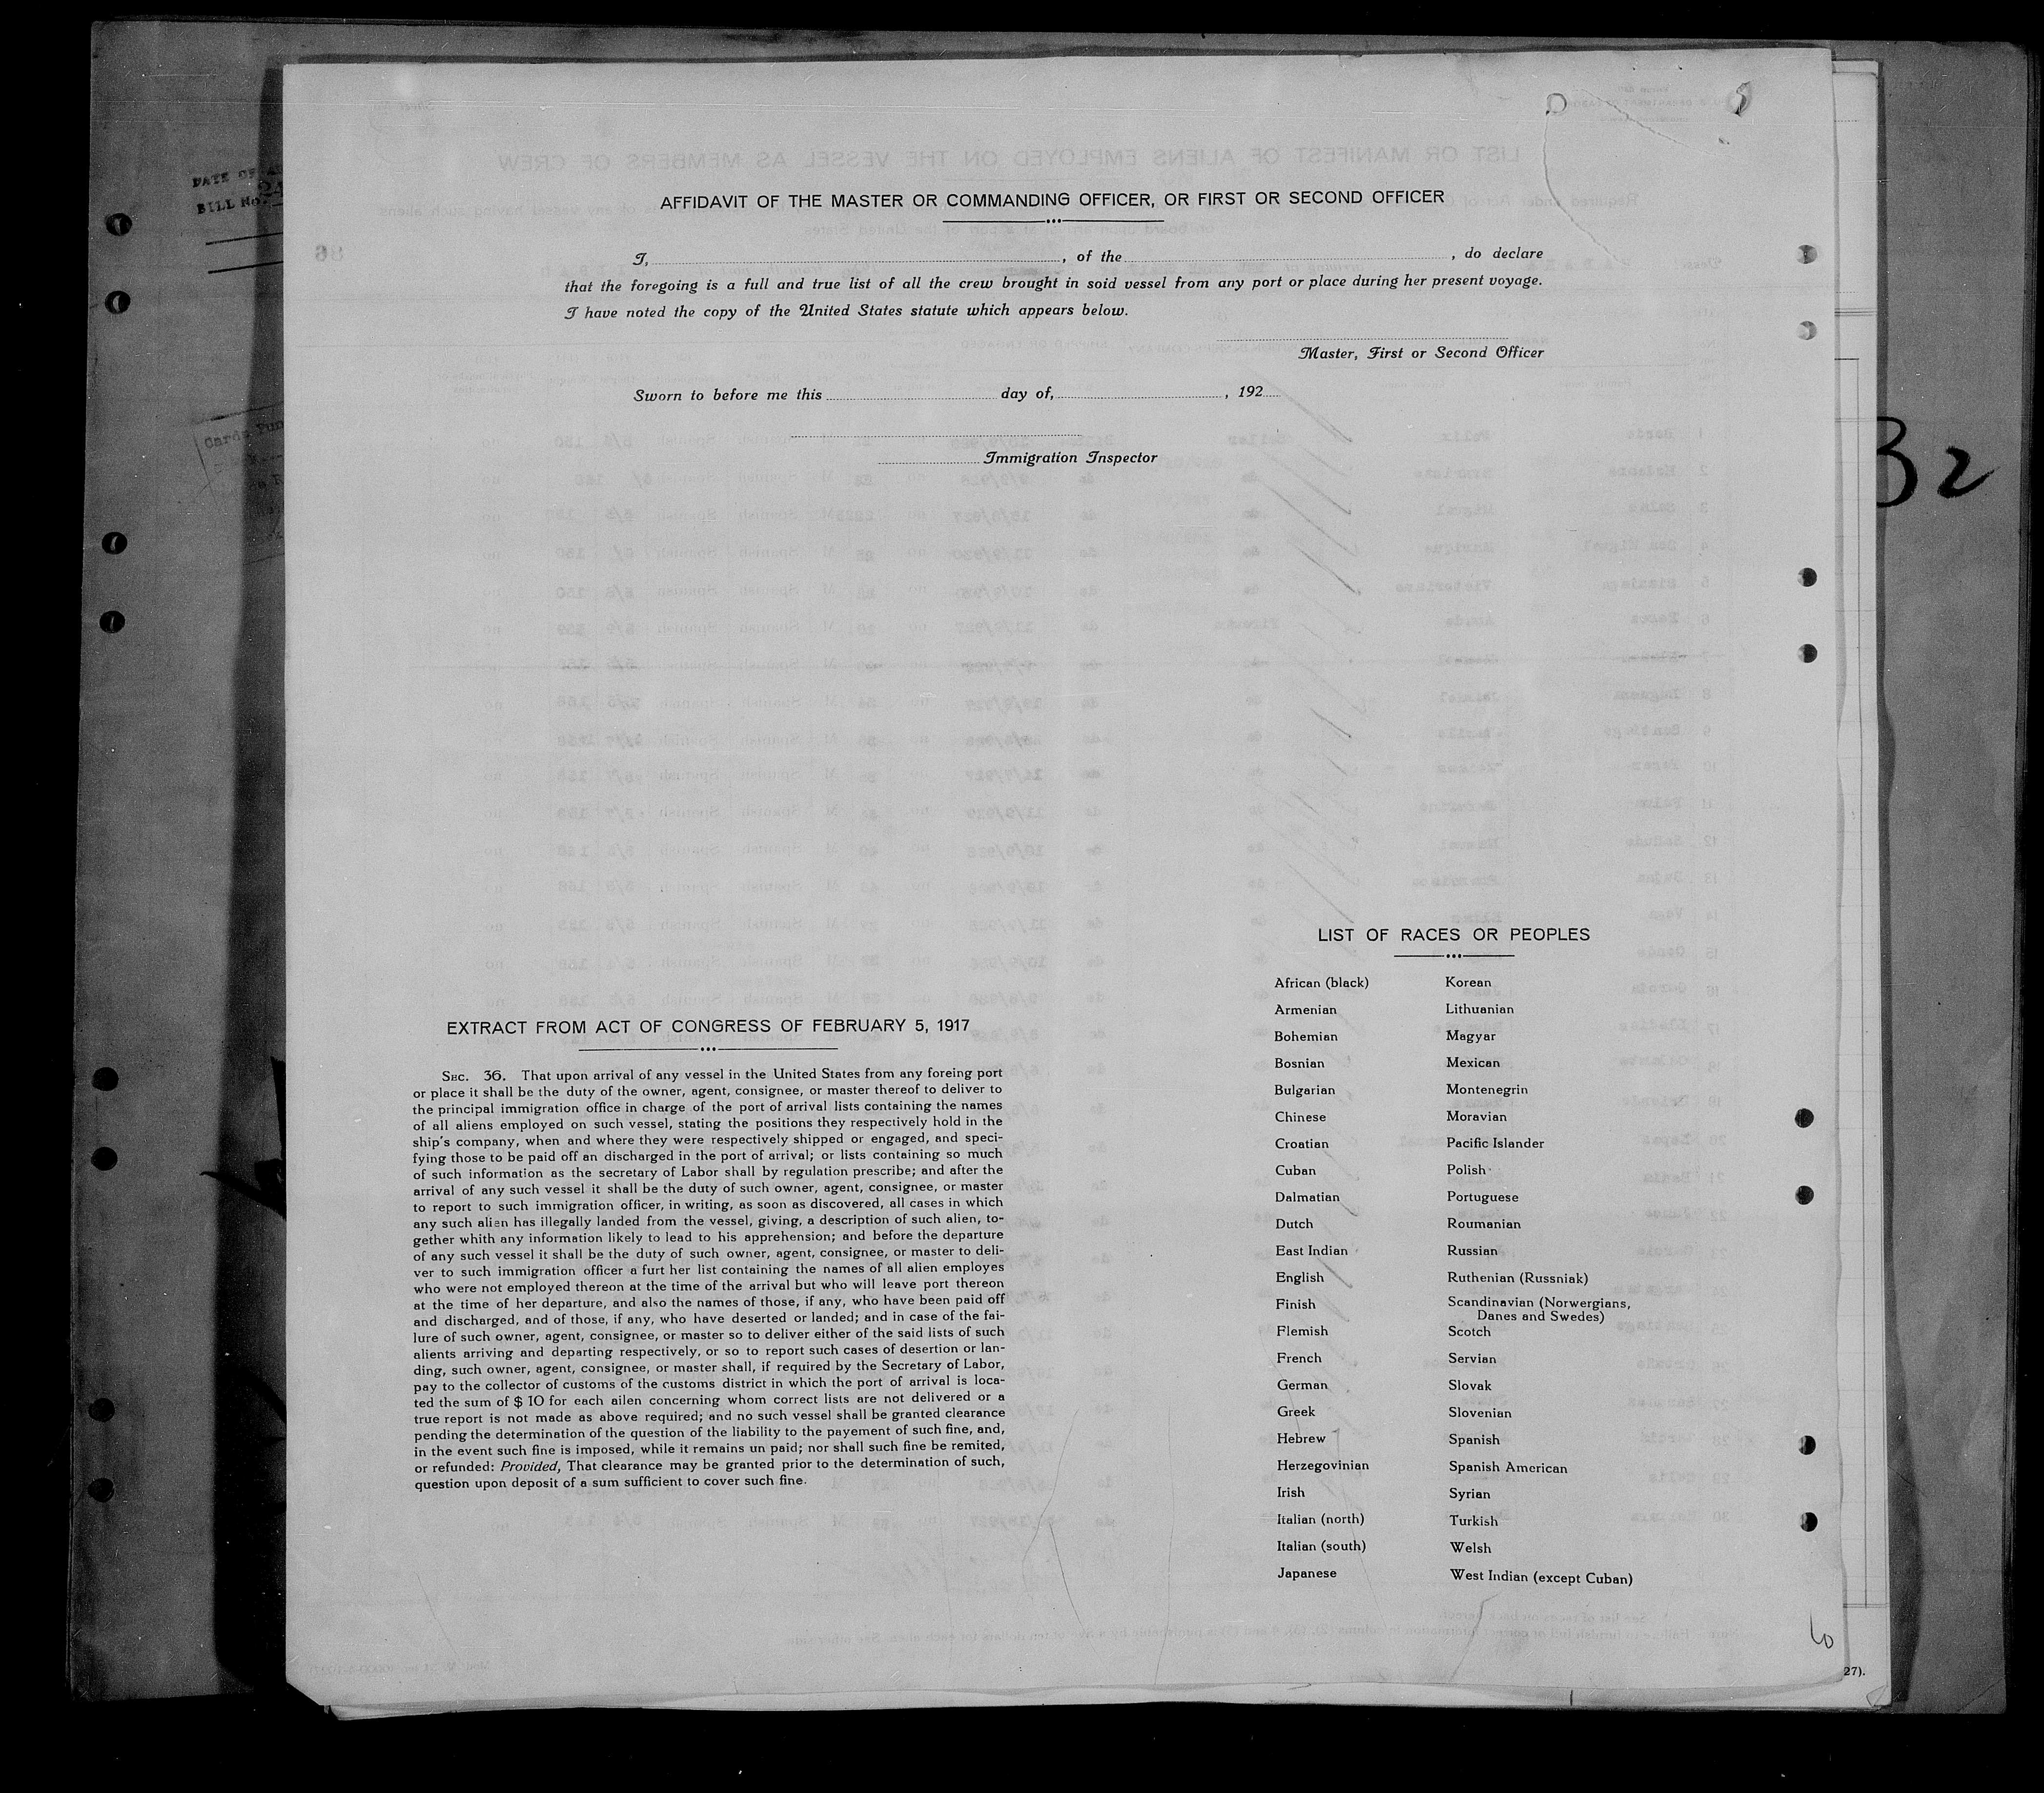 AFFIDAVIT OF THE MASTER OR COMMANDING OFFICER, OR FIRST OR SECOND OFFICER
I, , of the , do declare
that the foregoing is a full and true list of all the crew brought in soid vessel from any port or place during her present voyage.
I have noted the copy of the United States statute which appears below.
Master, First or Second Officer
Sworn to before me this day of, , 192
Immigration Inspector
32
EXTRACT FROM ACT OF CONGRESS OF FEBRUARY 5, 1917
SEC. 36. That upon arrival of any vessel in the United States from any foreing port
or place it shall be the duty of the owner, agent, consignee, or master thereof to deliver to
the principal immigration office in charge of the port of arrival lists containing the names
of all aliens employed on such vessel, stating the positions they respectively hold in the
ship's company, when and where they were respectively shipped or engaged, and speci-
fying those to be paid off an discharged in the port of arrival; or lists containing so much
of such information as the secretary of Labor shall by regulation prescribe; and after the
arrival of any such vessel it shall be the duty of such owner, agent, consignee, or master
to report to such immigration officer, in writing, as soon as discovered, all cases in which
any such alien has illegally landed from the vessel, giving, a description of such alien, to-
gether whith any information likely to lead to his apprehension; and before the departure
of any such vessel it shall be the duty of such owner, agent, consignee, or master to deli-
ver to such immigration officer a furt her list containing the names of all alien employes
who were not employed thereon at the time of the arrival but who will leave port thereon
at the time of her departure, and also the names of those, if any, who have been paid off
and discharged, and of those, if any, who have deserted or landed; and in case of the fai-
lure of such owner, agent, consignee, or master so to deliver either of the said lists of such
alients arriving and departing respectively, or so to report such cases of desertion or lan-
ding, such owner, agent, consignee, or master shall, if required by the Secretary of Labor,
pay to the collector of customs of the customs district in which the port of arrival is loca-
ted the sum of $ 10 for each ailen concerning whom correct lists are not delivered or a
true report is not made as above required; and no such vessel shall be granted clearance
pending the determination of the question of the liability to the payement of such fine, and,
in the event such fine is imposed, while it remains un paid; nor shall such fine be remited,
or refunded: Provided, That clearance may be granted prior to the determination of such,
question upon deposit of a sum sufficient to cover such fine.
LIST OF RACES OR PEOPLES
African (black)
Armenian
Bohemian
Bosnian
Bulgarian
Chinese
Croatian
Cuban
Dalmatian
Dutch
East Indian
English
Finish
Flemish
French
German
Greek
Hebrew
Herzegovinian
Irish
Italian (north)
Italian (south)
Japanese
Korean
Lithuanian
Magyar
Mexican
Montenegrin
Moravian
Pacific Islander
Polish
Portuguese
Roumanian
Russian
Ruthenian (Russniak)
Scandinavian (Norwergians,
Danes and Swedes)
Scotch
Servian
Slovak
Slovenian
Spanish
Spanish American
Syrian
Turkish
Welsh
West Indian (except Cuban)
27).